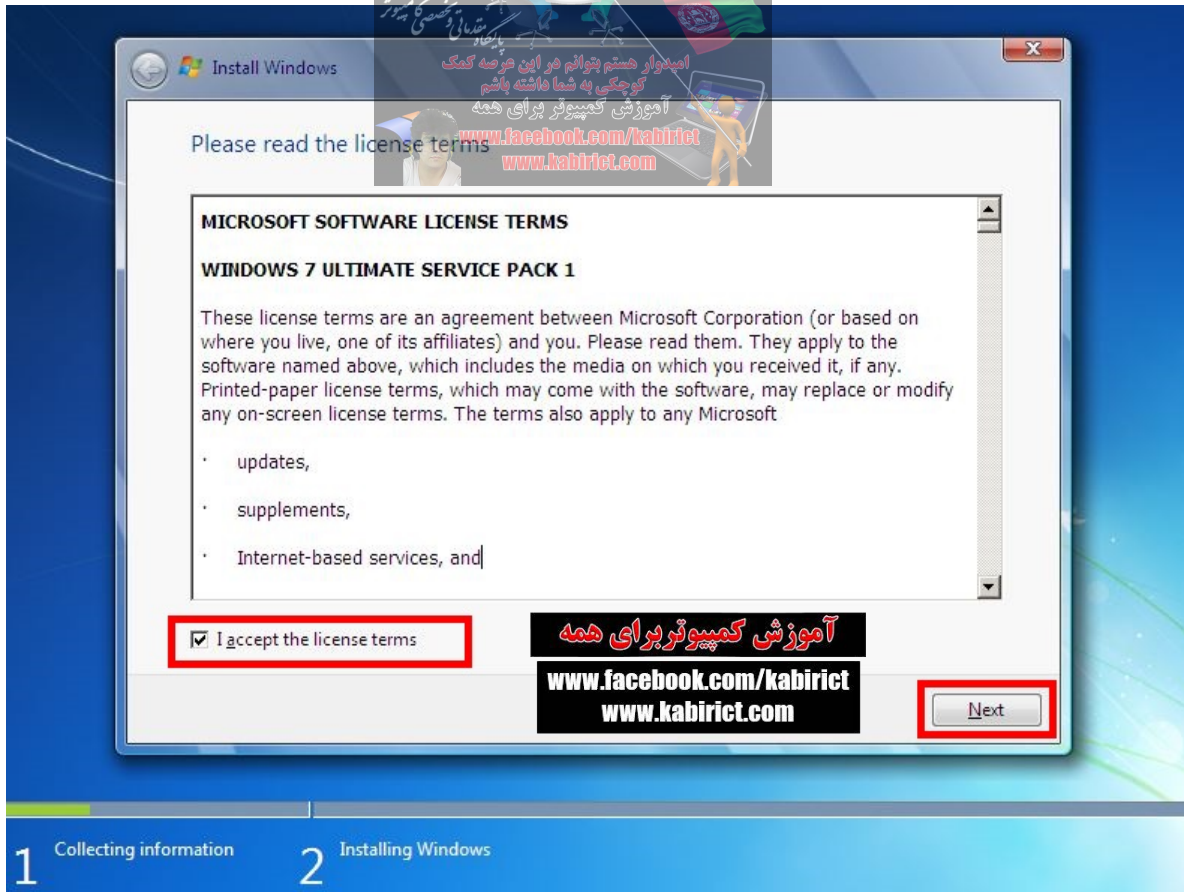 مقدماتی و تخصصی کامپیوتر
پایگاه
امیدوار هستم بتوانم در این عرصه کمک
کوچکی به شما داشته باشم
آموزش کمپیوتر برای همه
www.facebook.com/kabirict
www.kabirict.com
Install Windows
Please read the license terms
MICROSOFT SOFTWARE LICENSE TERMS
WINDOWS 7 ULTIMATE SERVICE PACK 1
These license terms are an agreement between Microsoft Corporation (or based on
where you live, one of its affiliates) and you. Please read them. They apply to the
software named above, which includes the media on which you received it, if any.
Printed-paper license terms, which may come with the software, may replace or modify
any on-screen license terms. The terms also apply to any Microsoft
· updates,
· supplements,
· Internet-based services, and
I accept the license terms
آموزش کمپیوتر برای همه
www.facebook.com/kabirict
www.kabirict.com
Next
1 Collecting information
2 Installing Windows